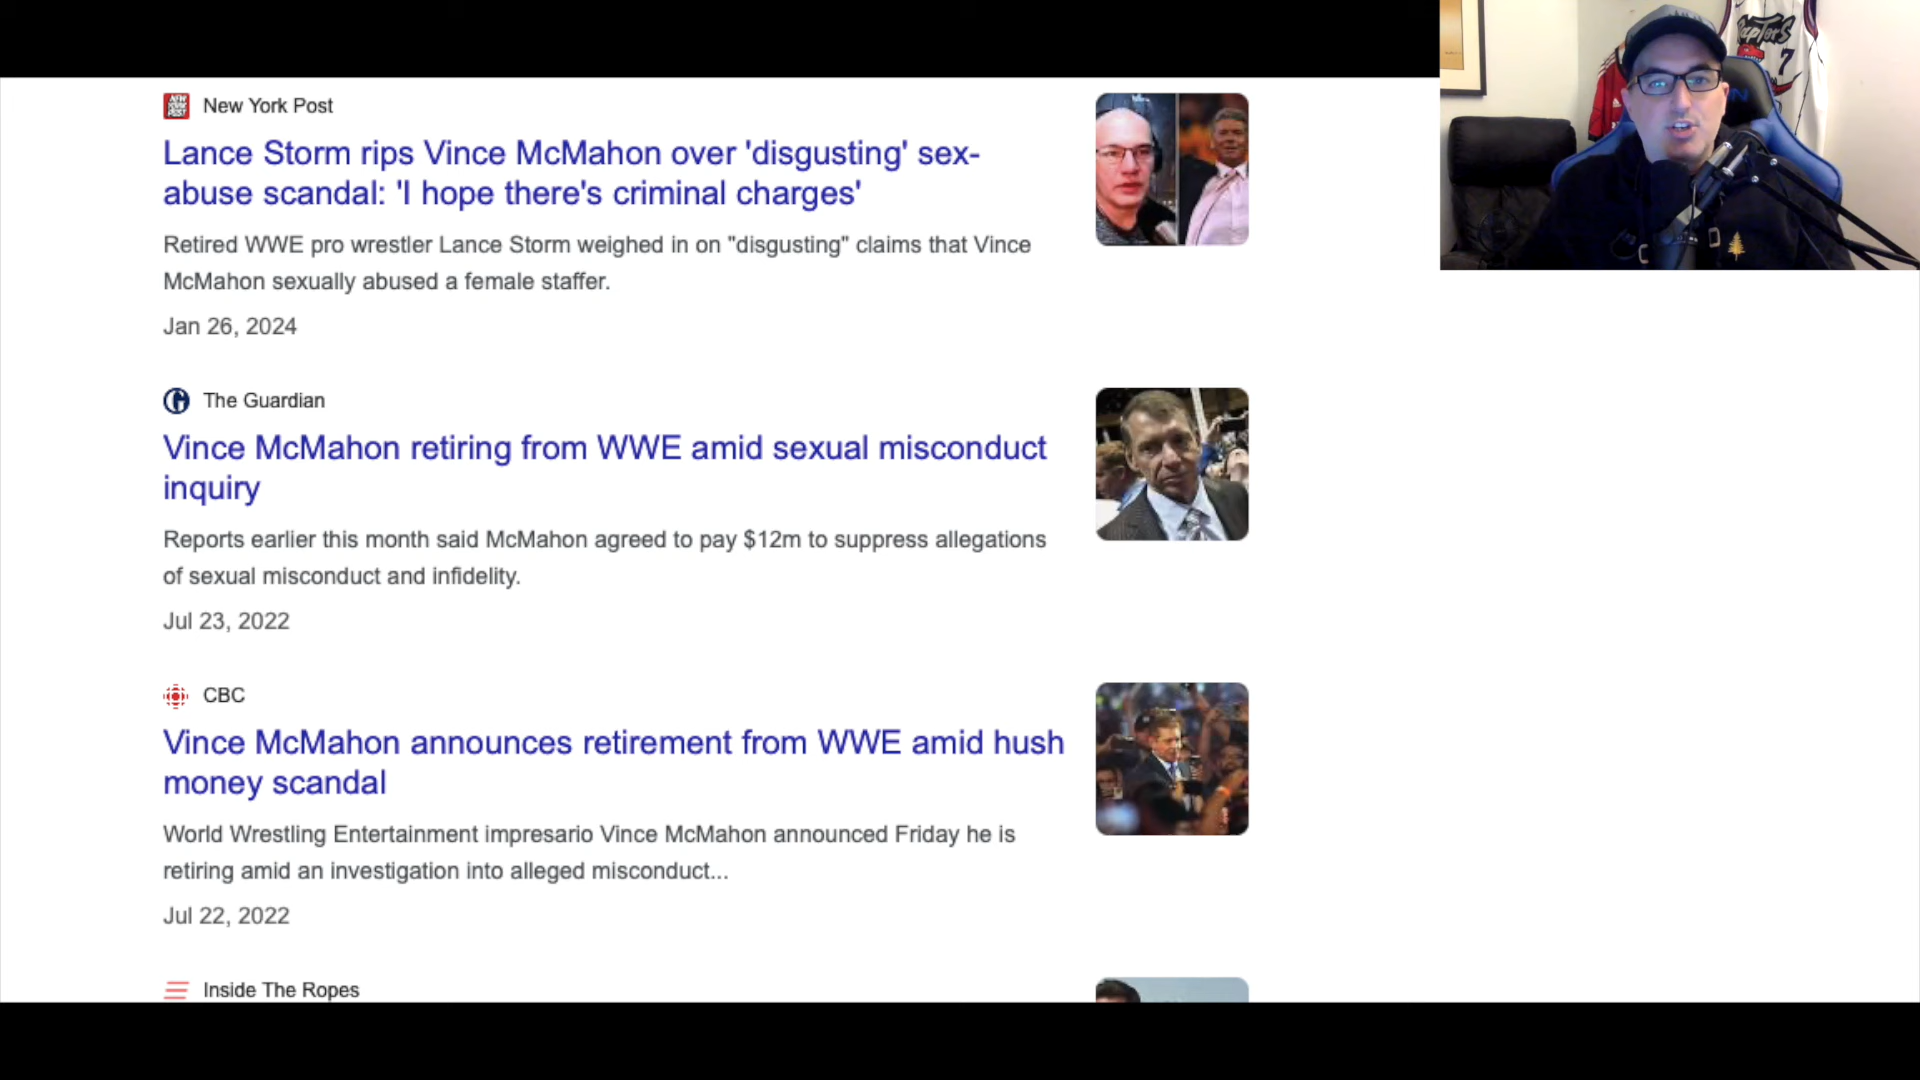 New York Post
Lance Storm rips Vince McMahon over 'disgusting' sex-
abuse scandal: 'I hope there's criminal charges'
Retired WWE pro wrestler Lance Storm weighed in on "disgusting" claims that Vince
McMahon sexually abused a female staffer.
Jan 26, 2024
The Guardian
Vince McMahon retiring from WWE amid sexual misconduct
inquiry
Reports earlier this month said McMahon agreed to pay $12m to suppress allegations
of sexual misconduct and infidelity.
Jul 23, 2022
CBC
Vince McMahon announces retirement from WWE amid hush
money scandal
World Wrestling Entertainment impresario Vince McMahon announced Friday he is
retiring amid an investigation into alleged misconduct...
Jul 22, 2022
Inside The Ropes
NEW
YORK
POST
RAPTORS
7